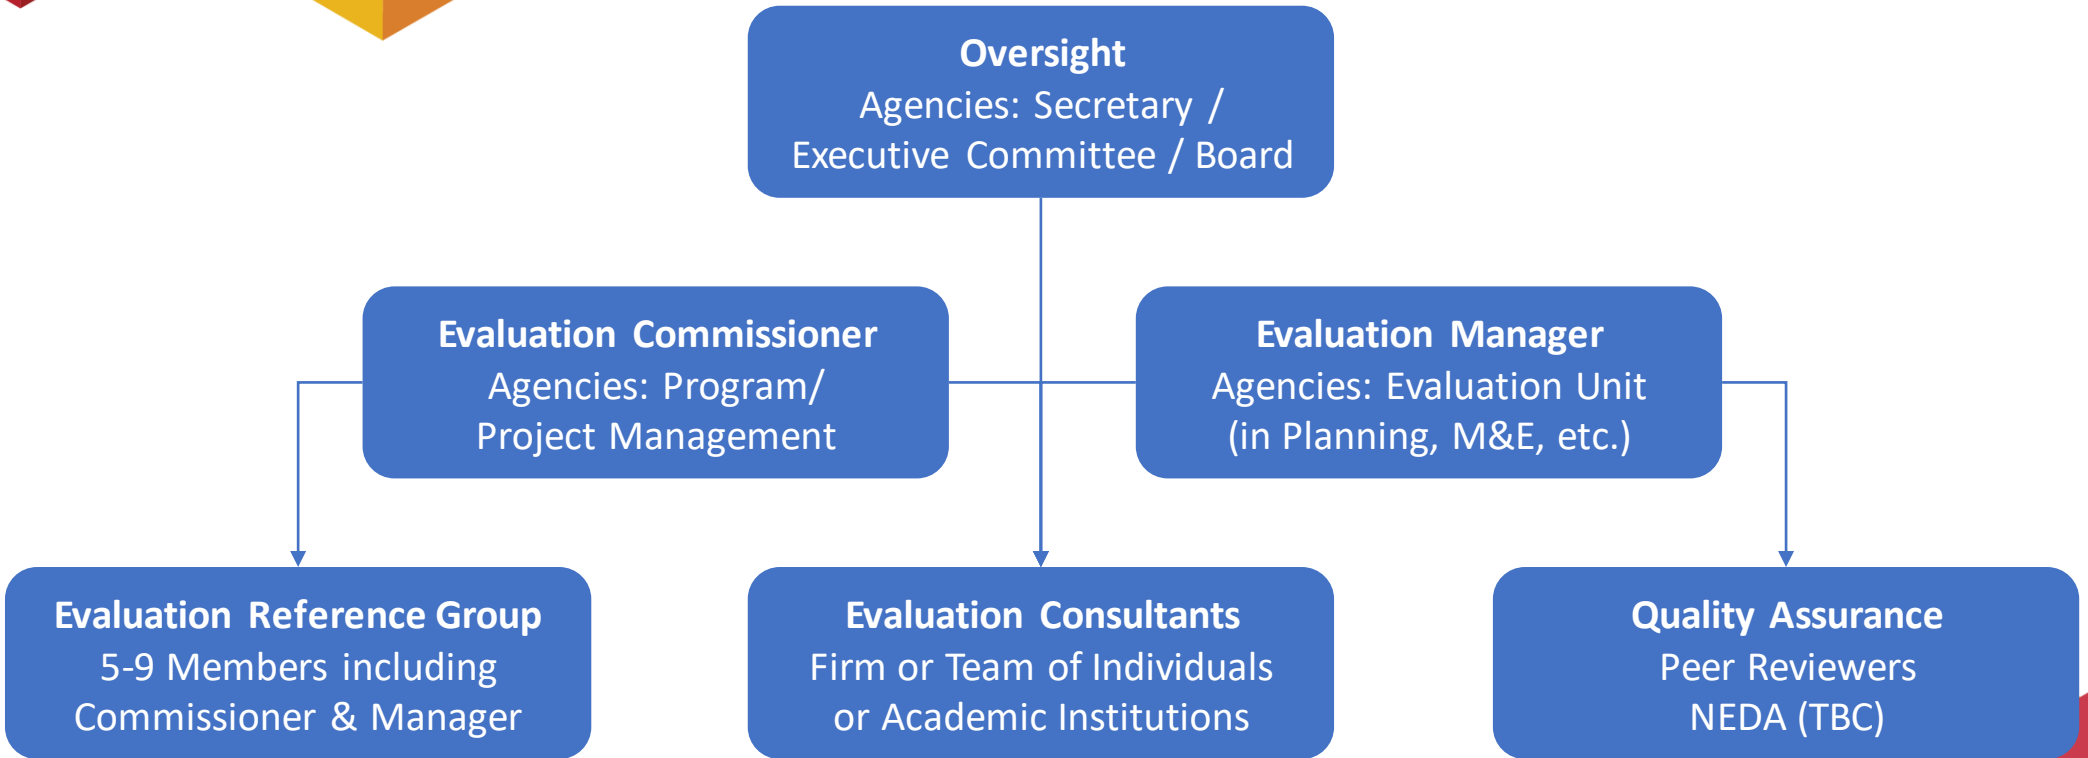 Oversight
Agencies: Secretary /
Executive Committee / Board
Evaluation Commissioner
Agencies: Program/
Project Management
Evaluation Manager
Agencies: Evaluation Unit
(in Planning, M&E, etc.)
Evaluation Reference Group
5-9 Members including
Commissioner & Manager
Evaluation Consultants
Firm or Team of Individuals
or Academic Institutions
Quality Assurance
Peer Reviewers
NEDA (TBC)